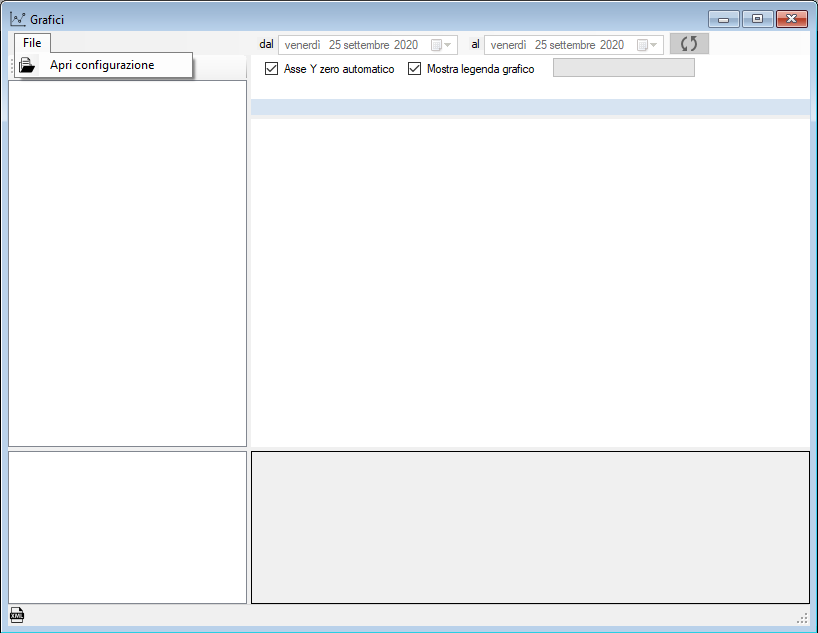 Grafici
File
dal venerdì 25 settembre 2020 al venerdì 25 settembre 2020
Apri configurazione
Asse Y zero automatico Mostra legenda grafico
XML